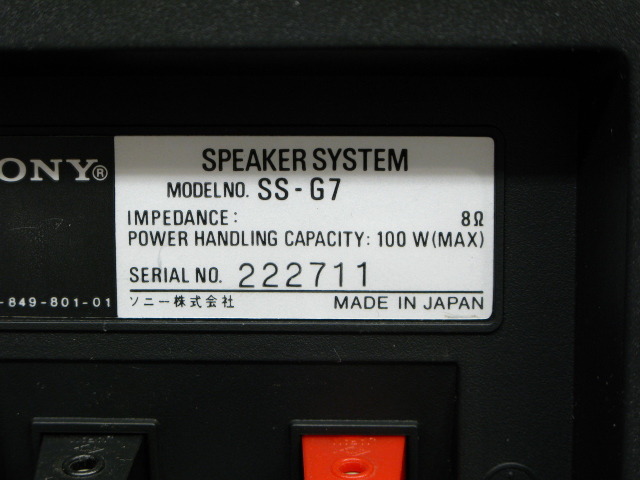 ONY®
SPEAKER SYSTEM
MODEL NO. SS-G7
IMPEDANCE: 8Ω
POWER HANDLING CAPACITY: 100 W(MAX)
SERIAL NO. 222711
-849-801-01
ソニー株式会社 MADE IN JAPAN